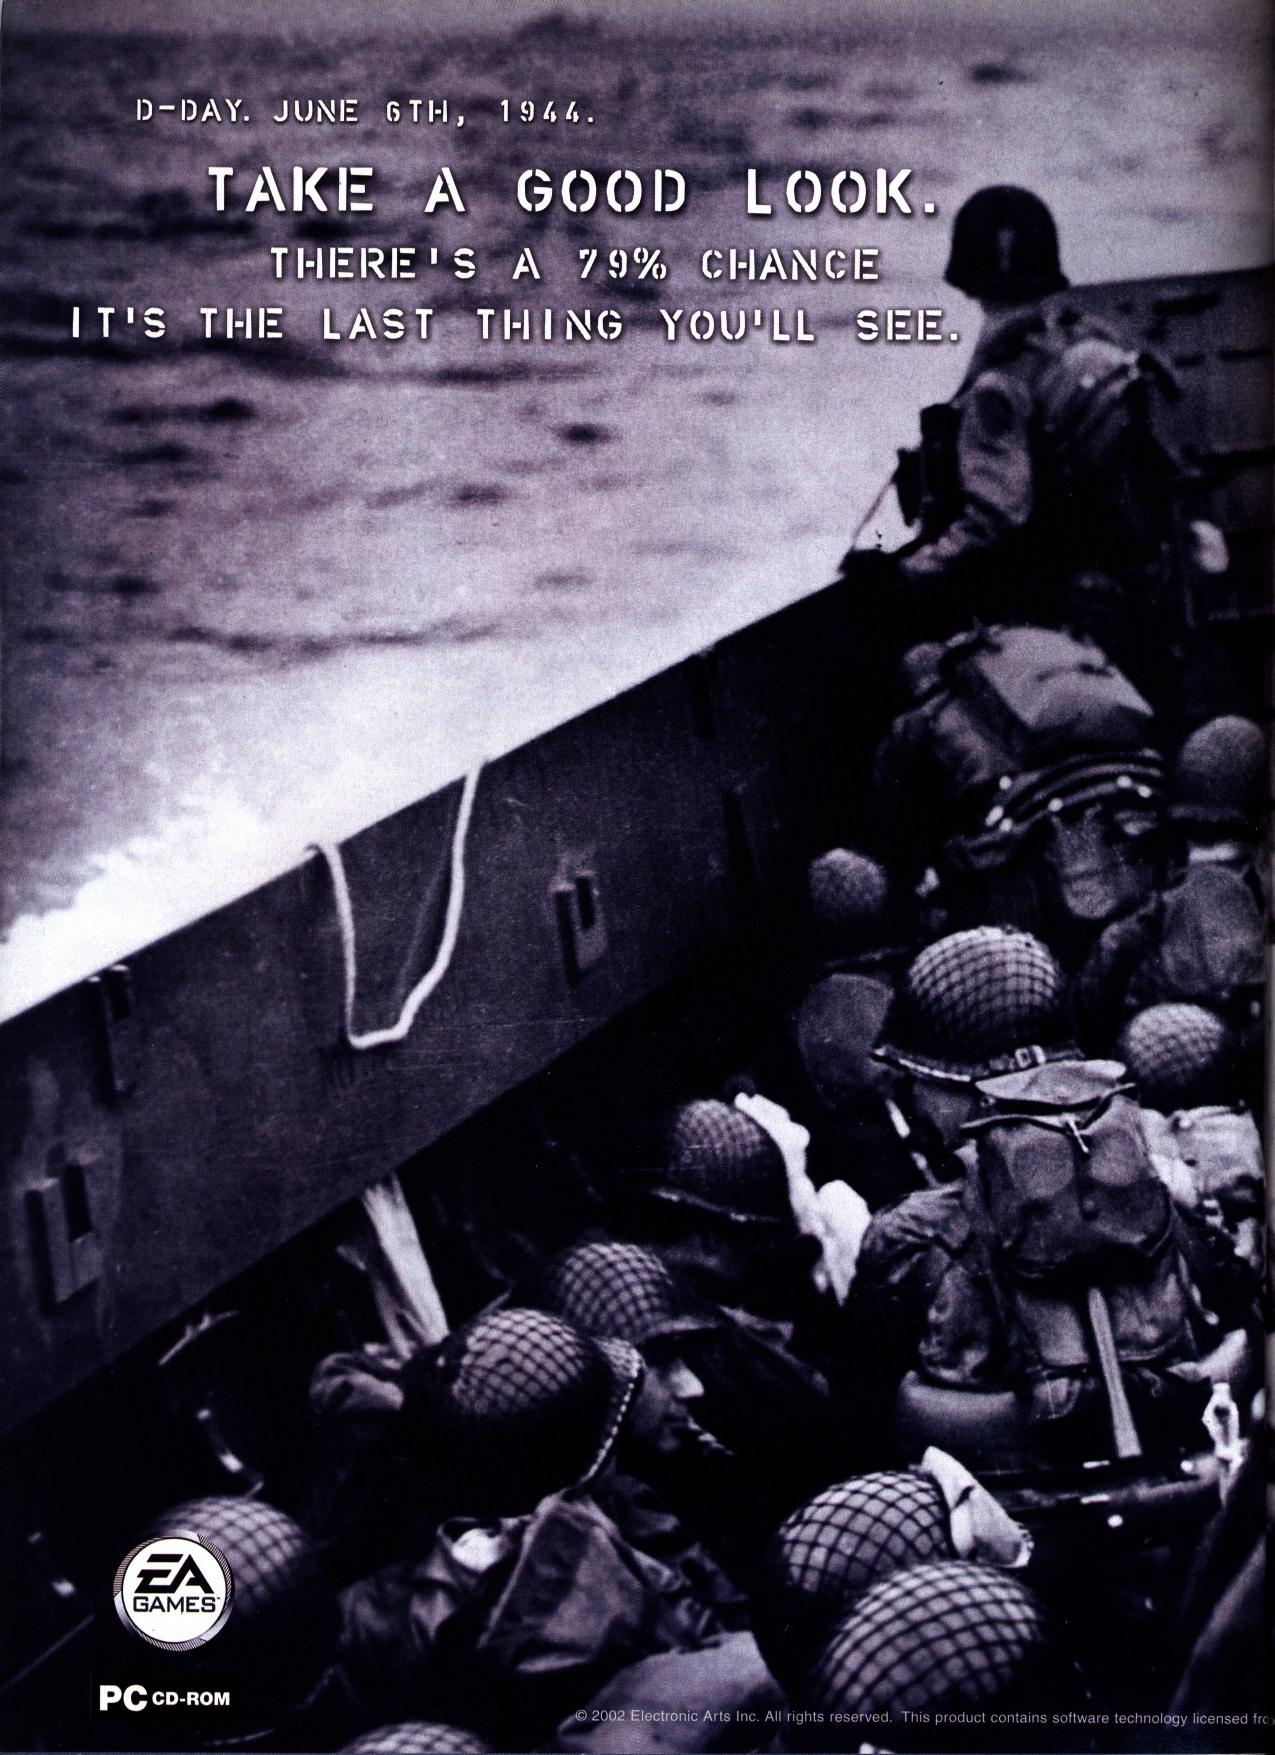 D-DAY. JUNE 6TH, 1944.
TAKE A GOOD LOOK.
THERE'S A 79% CHANCE
IT'S THE LAST THING YOU'LL SEE.
EA
GAMES™
PC CD-ROM
© 2002 Electronic Arts Inc. All rights reserved. This product contains software technology licensed